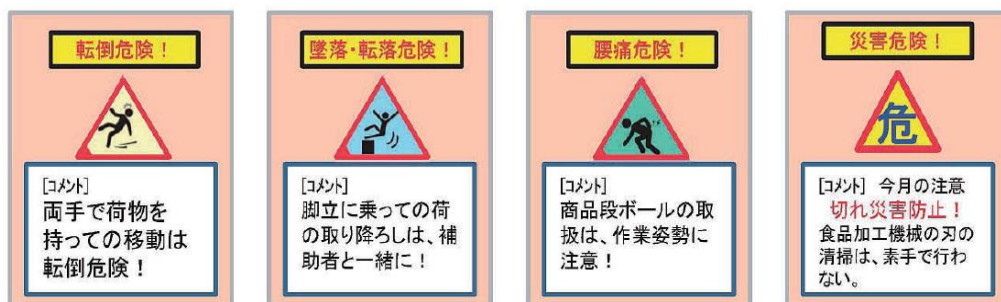 転倒危険！
[コメント]
両手で荷物を
持っての移動は
転倒危険！
墜落・転落危険！
[コメント]
脚立に乗っての荷
の取り降ろしは、補
助者と一緒に！
腰痛危険！
[コメント]
商品段ボールの取
扱は、作業姿勢に
注意！
災害危険！
危
[コメント] 今月の注意
切れ災害防止！
食品加工機械の刃の
清掃は、素手で行わ
ない。